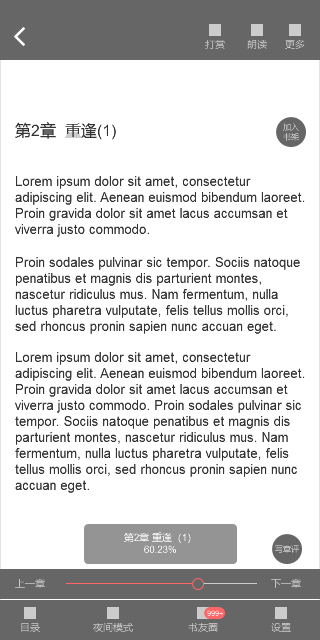 打赏 朗读 更多
第2章 重逢(1)
加入
书架
Lorem ipsum dolor sit amet, consectetur
adipiscing elit. Aenean euismod bibendum laoreet.
Proin gravida dolor sit amet lacus accumsan et
viverra justo commodo.
Proin sodales pulvinar sic tempor. Sociis natoque
penatibus et magnis dis parturient montes,
nascetur ridiculus mus. Nam fermentum, nulla
luctus pharetra vulputate, felis tellus mollis orci,
sed rhoncus pronin sapien nunc accuan eget.
Lorem ipsum dolor sit amet, consectetur
adipiscing elit. Aenean euismod bibendum laoreet.
Proin gravida dolor sit amet lacus accumsan et
viverra justo commodo. Proin sodales pulvinar sic
tempor. Sociis natoque penatibus et magnis dis
parturient montes, nascetur ridiculus mus. Nam
fermentum, nulla luctus pharetra vulputate, felis
tellus mollis orci, sed rhoncus pronin sapien nunc
accuan eget.
第2章 重逢（1）
60.23%
写章评
上一章 下一章
999+
目录 夜间模式 书友圈 设置